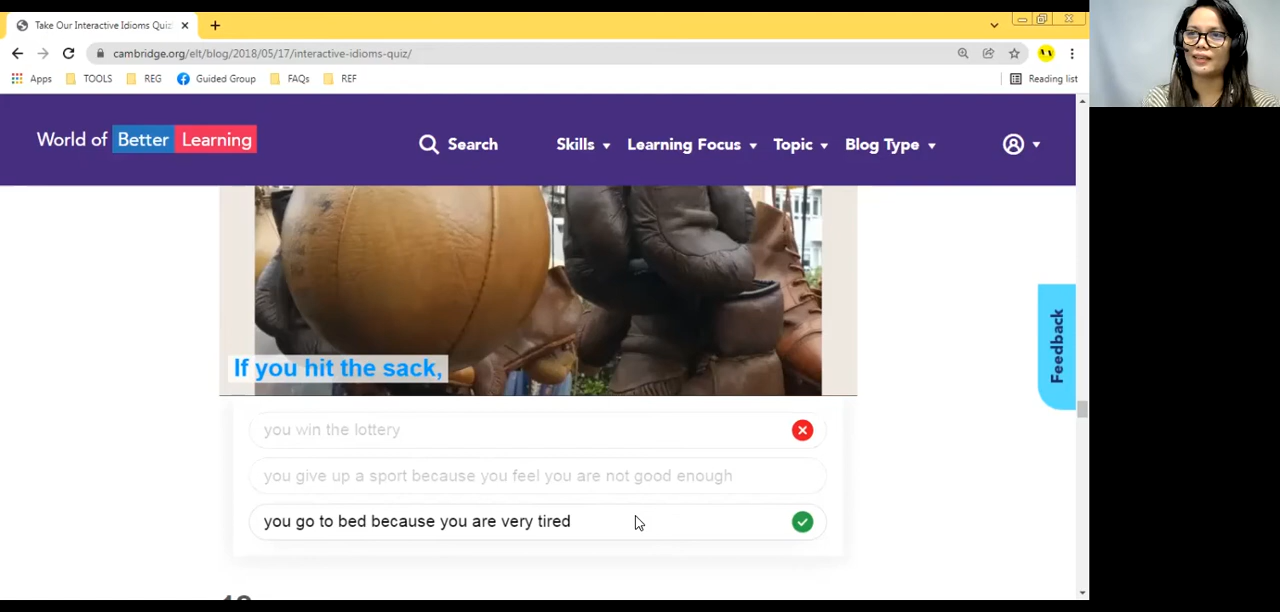 Take Our Interactive Idioms Quiz
cambridge.org/elt/blog/2018/05/17/interactive-idioms-quiz/
Apps TOOLS REG Guided Group FAQs REF Reading list
World of Better Learning
Search Skills Learning Focus Topic Blog Type
Feedback
If you hit the sack,
you win the lottery
you give up a sport because you feel you are not good enough
you go to bed because you are very tired